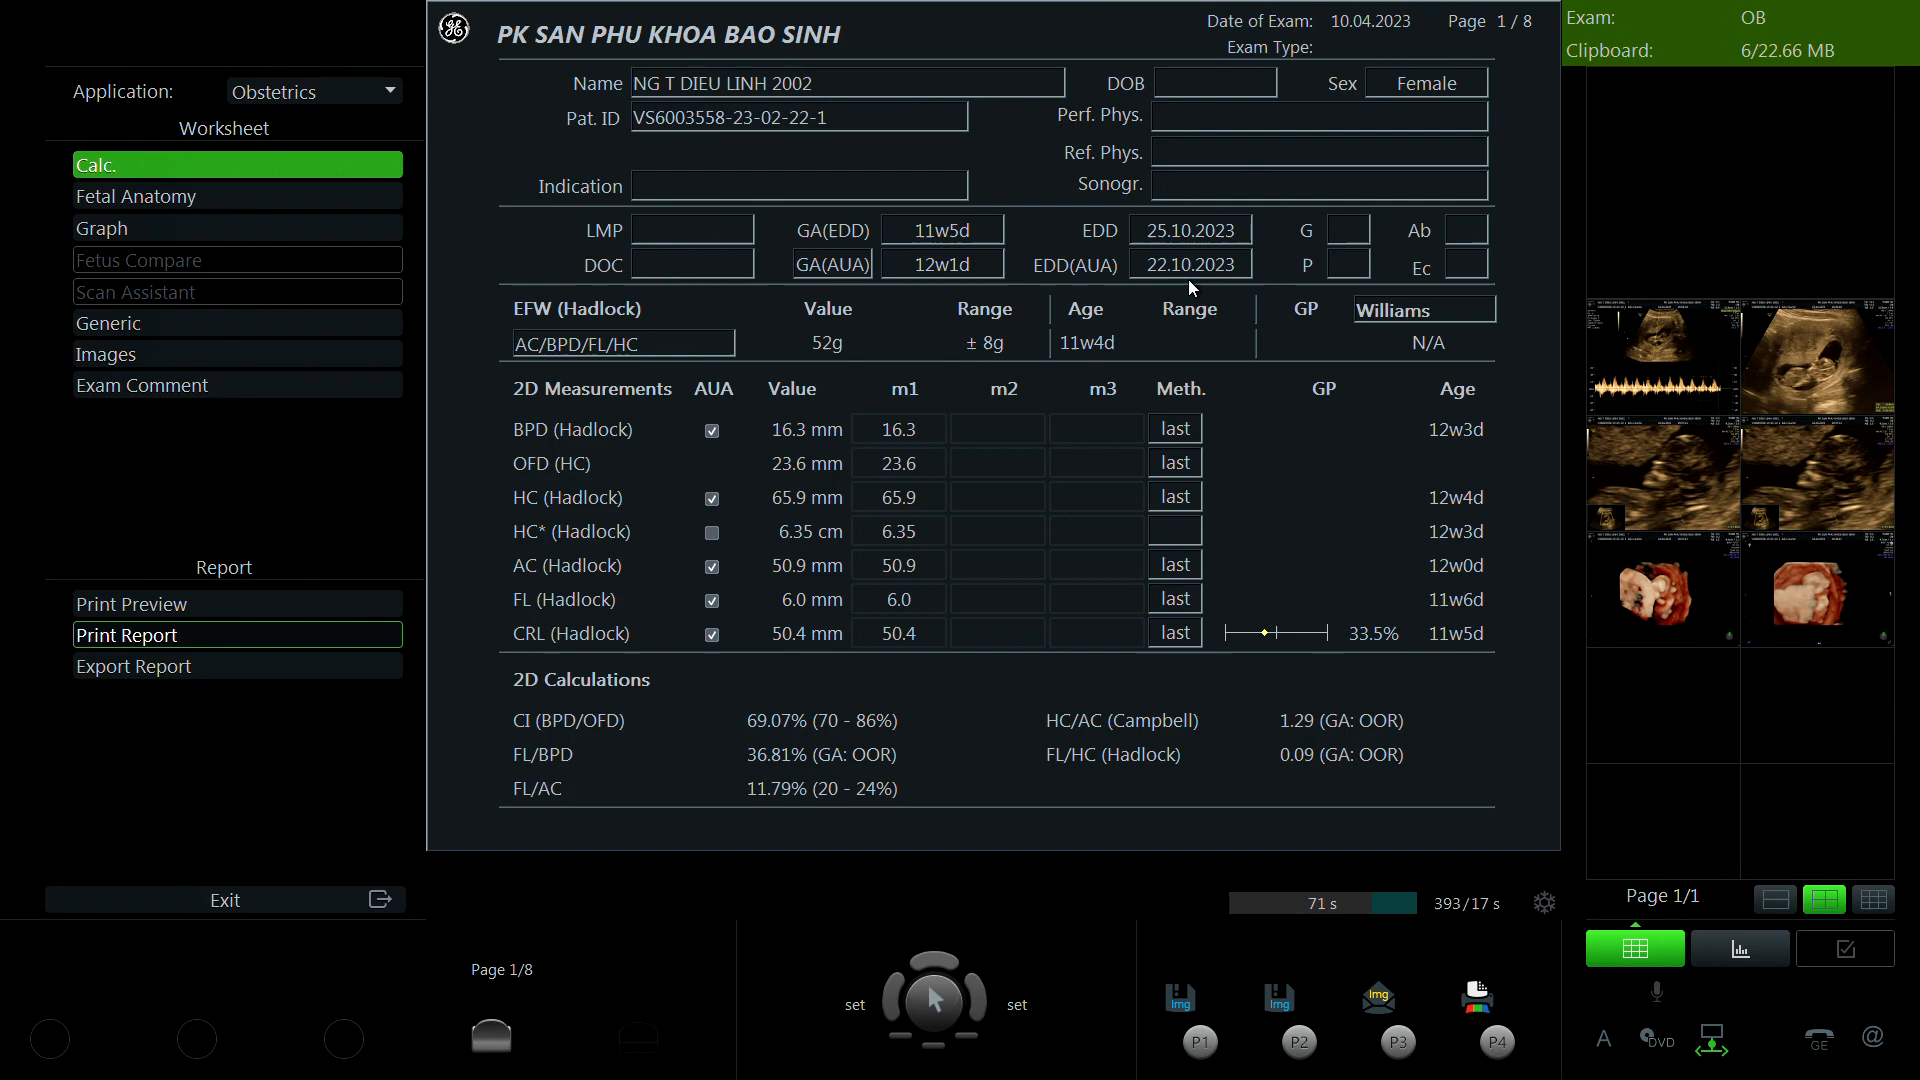 PK SAN PHU KHOA BAO SINH
Date of Exam: 10.04.2023 Page 1 / 8
Exam Type:
Exam: OB
Clipboard: 6/22.66 MB
Application: Obstetrics
Worksheet
Calc.
Fetal Anatomy
Graph
Fetus Compare
Scan Assistant
Generic
Images
Exam Comment
Report
Print Preview
Print Report
Export Report
Exit
Name NG T DIEU LINH 2002 DOB Sex Female
Pat. ID VS6003558-23-02-22-1 Perf. Phys.
Ref. Phys.
Indication Sonogr.
LMP GA(EDD) 11w5d EDD 25.10.2023 G Ab
DOC GA(AUA) 12w1d EDD(AUA) 22.10.2023 P Ec
EFW (Hadlock) Value Range Age Range GP Williams
AC/BPD/FL/HC 52g ± 8g 11w4d N/A
2D Measurements AUA Value m1 m2 m3 Meth. GP Age
BPD (Hadlock) 16.3 mm 16.3 last 12w3d
OFD (HC) 23.6 mm 23.6 last
HC (Hadlock) 65.9 mm 65.9 last 12w4d
HC* (Hadlock) 6.35 cm 6.35 12w3d
AC (Hadlock) 50.9 mm 50.9 last 12w0d
FL (Hadlock) 6.0 mm 6.0 last 11w6d
CRL (Hadlock) 50.4 mm 50.4 last 33.5% 11w5d
2D Calculations
CI (BPD/OFD) 69.07% (70 - 86%) HC/AC (Campbell) 1.29 (GA: OOR)
FL/BPD 36.81% (GA: OOR) FL/HC (Hadlock) 0.09 (GA: OOR)
FL/AC 11.79% (20 - 24%)
71 s 393/17 s
Page 1/1
Page 1/8
set set
Img Img Img
P1 P2 P3 P4
A DVD GE @